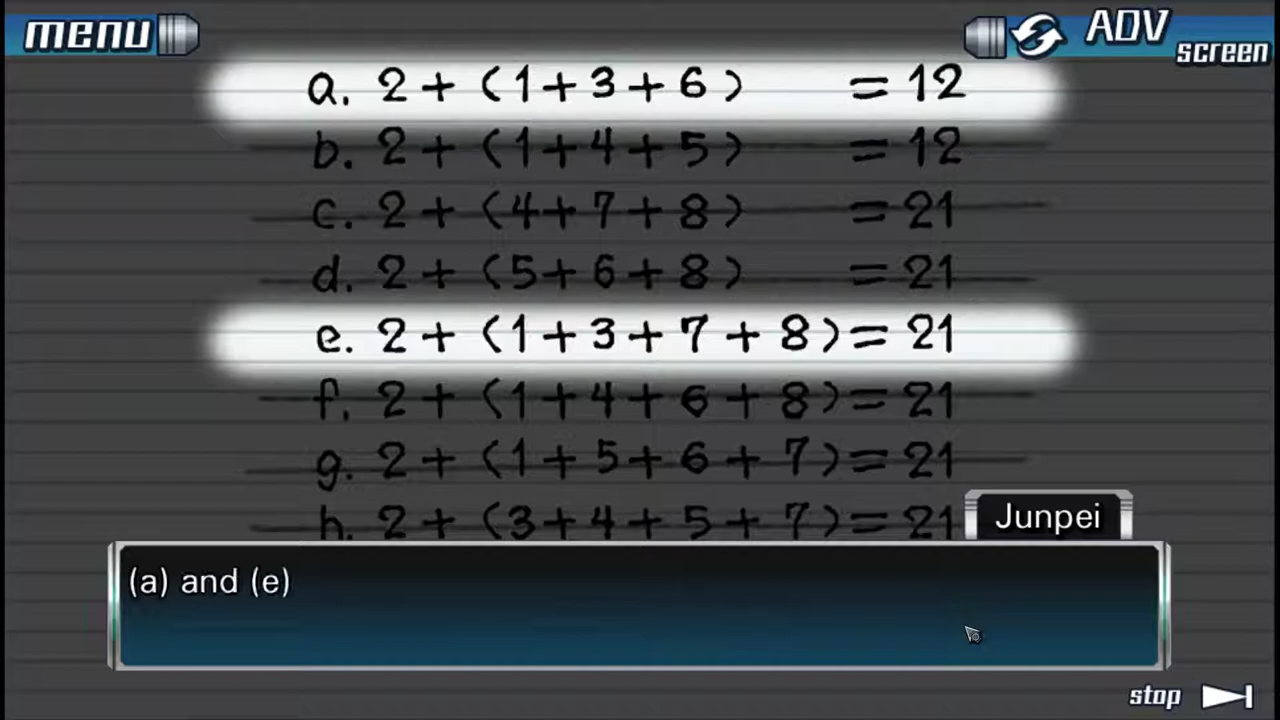 menu
ADV
screen
a. 2 + (1 + 3 + 6) = 12
b. 2 + (1 + 4 + 5) = 12
c. 2 + (4 + 7 + 8) = 21
d. 2 + (5 + 6 + 8) = 21
e. 2 + (1 + 3 + 7 + 8) = 21
f. 2 + (1 + 4 + 6 + 8) = 21
g. 2 + (1 + 5 + 6 + 7) = 21
h. 2 + (3 + 4 + 5 + 7) = 21
Junpei
(a) and (e)
stop